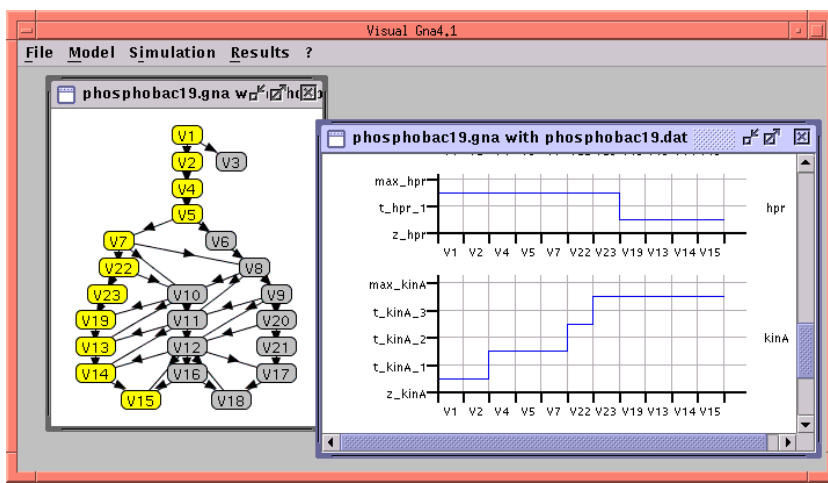 Visual Gna4.1
File Model Simulation Results ?
phosphobac19.gna
V1
V2 V3
V4
V5
V7 V6
V22 V8
V23 V10 V9
V19 V11 V20
V13 V12 V21
V14 V16 V17
V15 V18
phosphobac19.gna with phosphobac19.dat
max_hpr
t_hpr_1
z_hpr
hpr
V1 V2 V4 V5 V7 V22 V23 V19 V13 V14 V15
max_kinA
t_kinA_3
t_kinA_2
t_kinA_1
z_kinA
kinA
V1 V2 V4 V5 V7 V22 V23 V19 V13 V14 V15